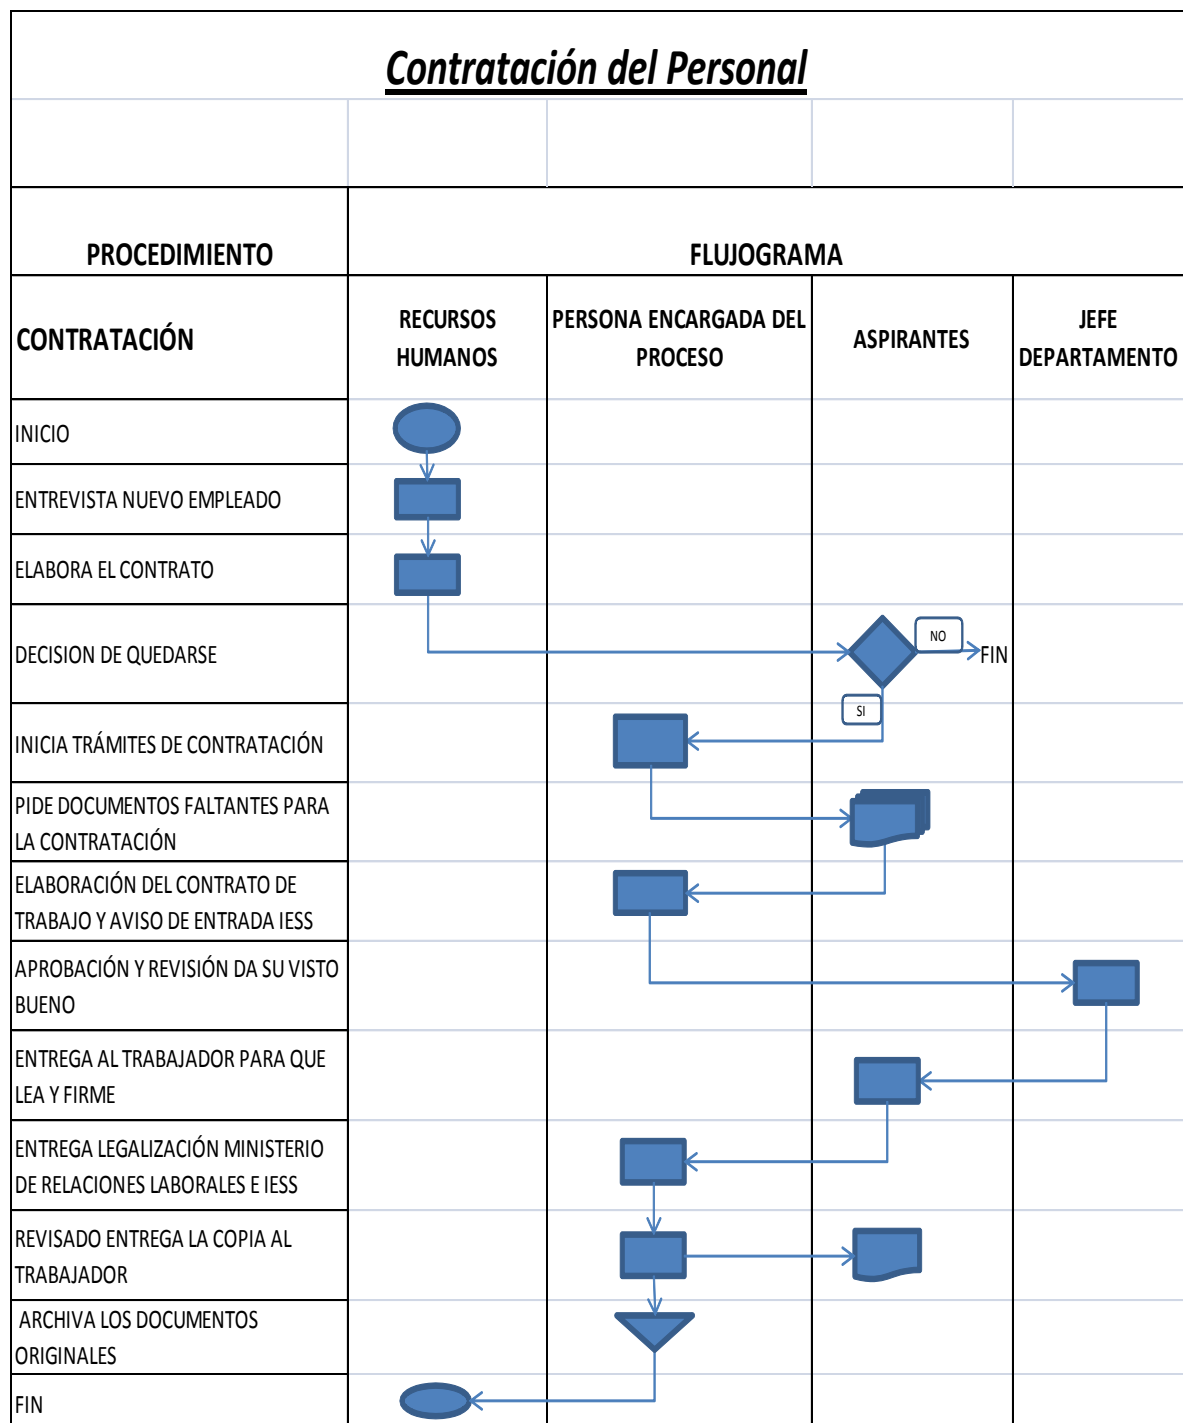 Contratación del Personal
PROCEDIMIENTO
FLUJOGRAMA
CONTRATACIÓN
RECURSOS
HUMANOS
PERSONA ENCARGADA DEL
PROCESO
ASPIRANTES
JEFE
DEPARTAMENTO
INICIO
ENTREVISTA NUEVO EMPLEADO
ELABORA EL CONTRATO
DECISION DE QUEDARSE
NO
FIN
SI
INICIA TRÁMITES DE CONTRATACIÓN
PIDE DOCUMENTOS FALTANTES PARA
LA CONTRATACIÓN
ELABORACIÓN DEL CONTRATO DE
TRABAJO Y AVISO DE ENTRADA IESS
APROBACIÓN Y REVISIÓN DA SU VISTO
BUENO
ENTREGA AL TRABAJADOR PARA QUE
LEA Y FIRME
ENTREGA LEGALIZACIÓN MINISTERIO
DE RELACIONES LABORALES E IESS
REVISADO ENTREGA LA COPIA AL
TRABAJADOR
ARCHIVA LOS DOCUMENTOS
ORIGINALES
FIN